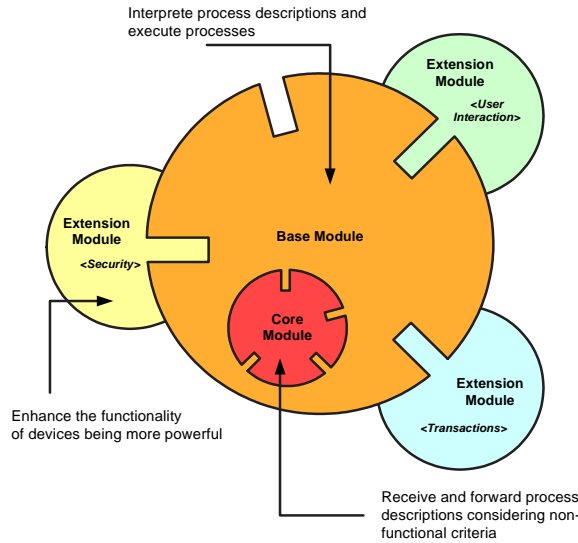 Interprete process descriptions and
execute processes
Extension
Module
<User
Interaction>
Extension
Module
<Security>
Base Module
Core
Module
Extension
Module
<Transactions>
Enhance the functionality
of devices being more powerful
Receive and forward process
descriptions considering non-
functional criteria